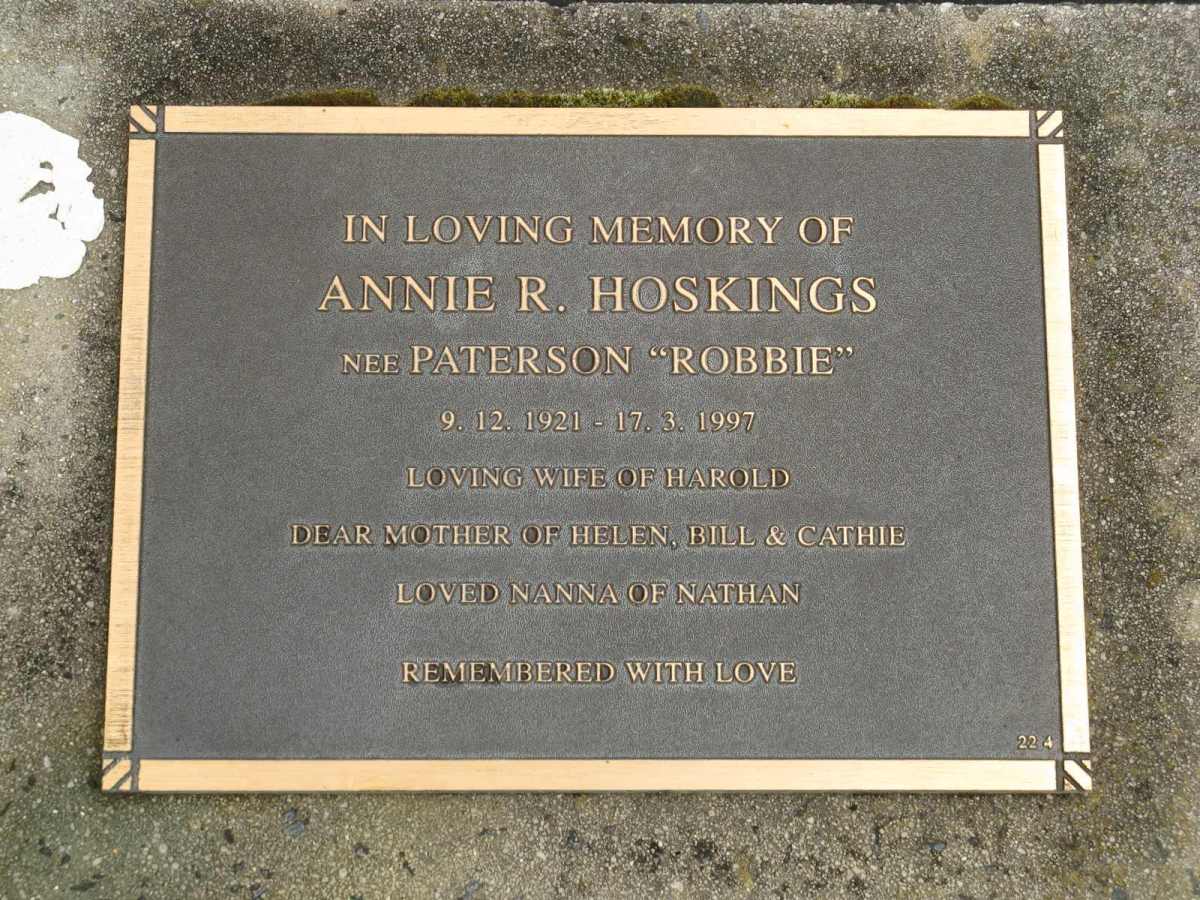 IN LOVING MEMORY OF
ANNIE R. HOSKINGS
NEE PATERSON “ROBBIE”
9. 12. 1921 - 17. 3. 1997
LOVING WIFE OF HAROLD
DEAR MOTHER OF HELEN, BILL & CATHIE
LOVED NANNA OF NATHAN
REMEMBERED WITH LOVE
22 4